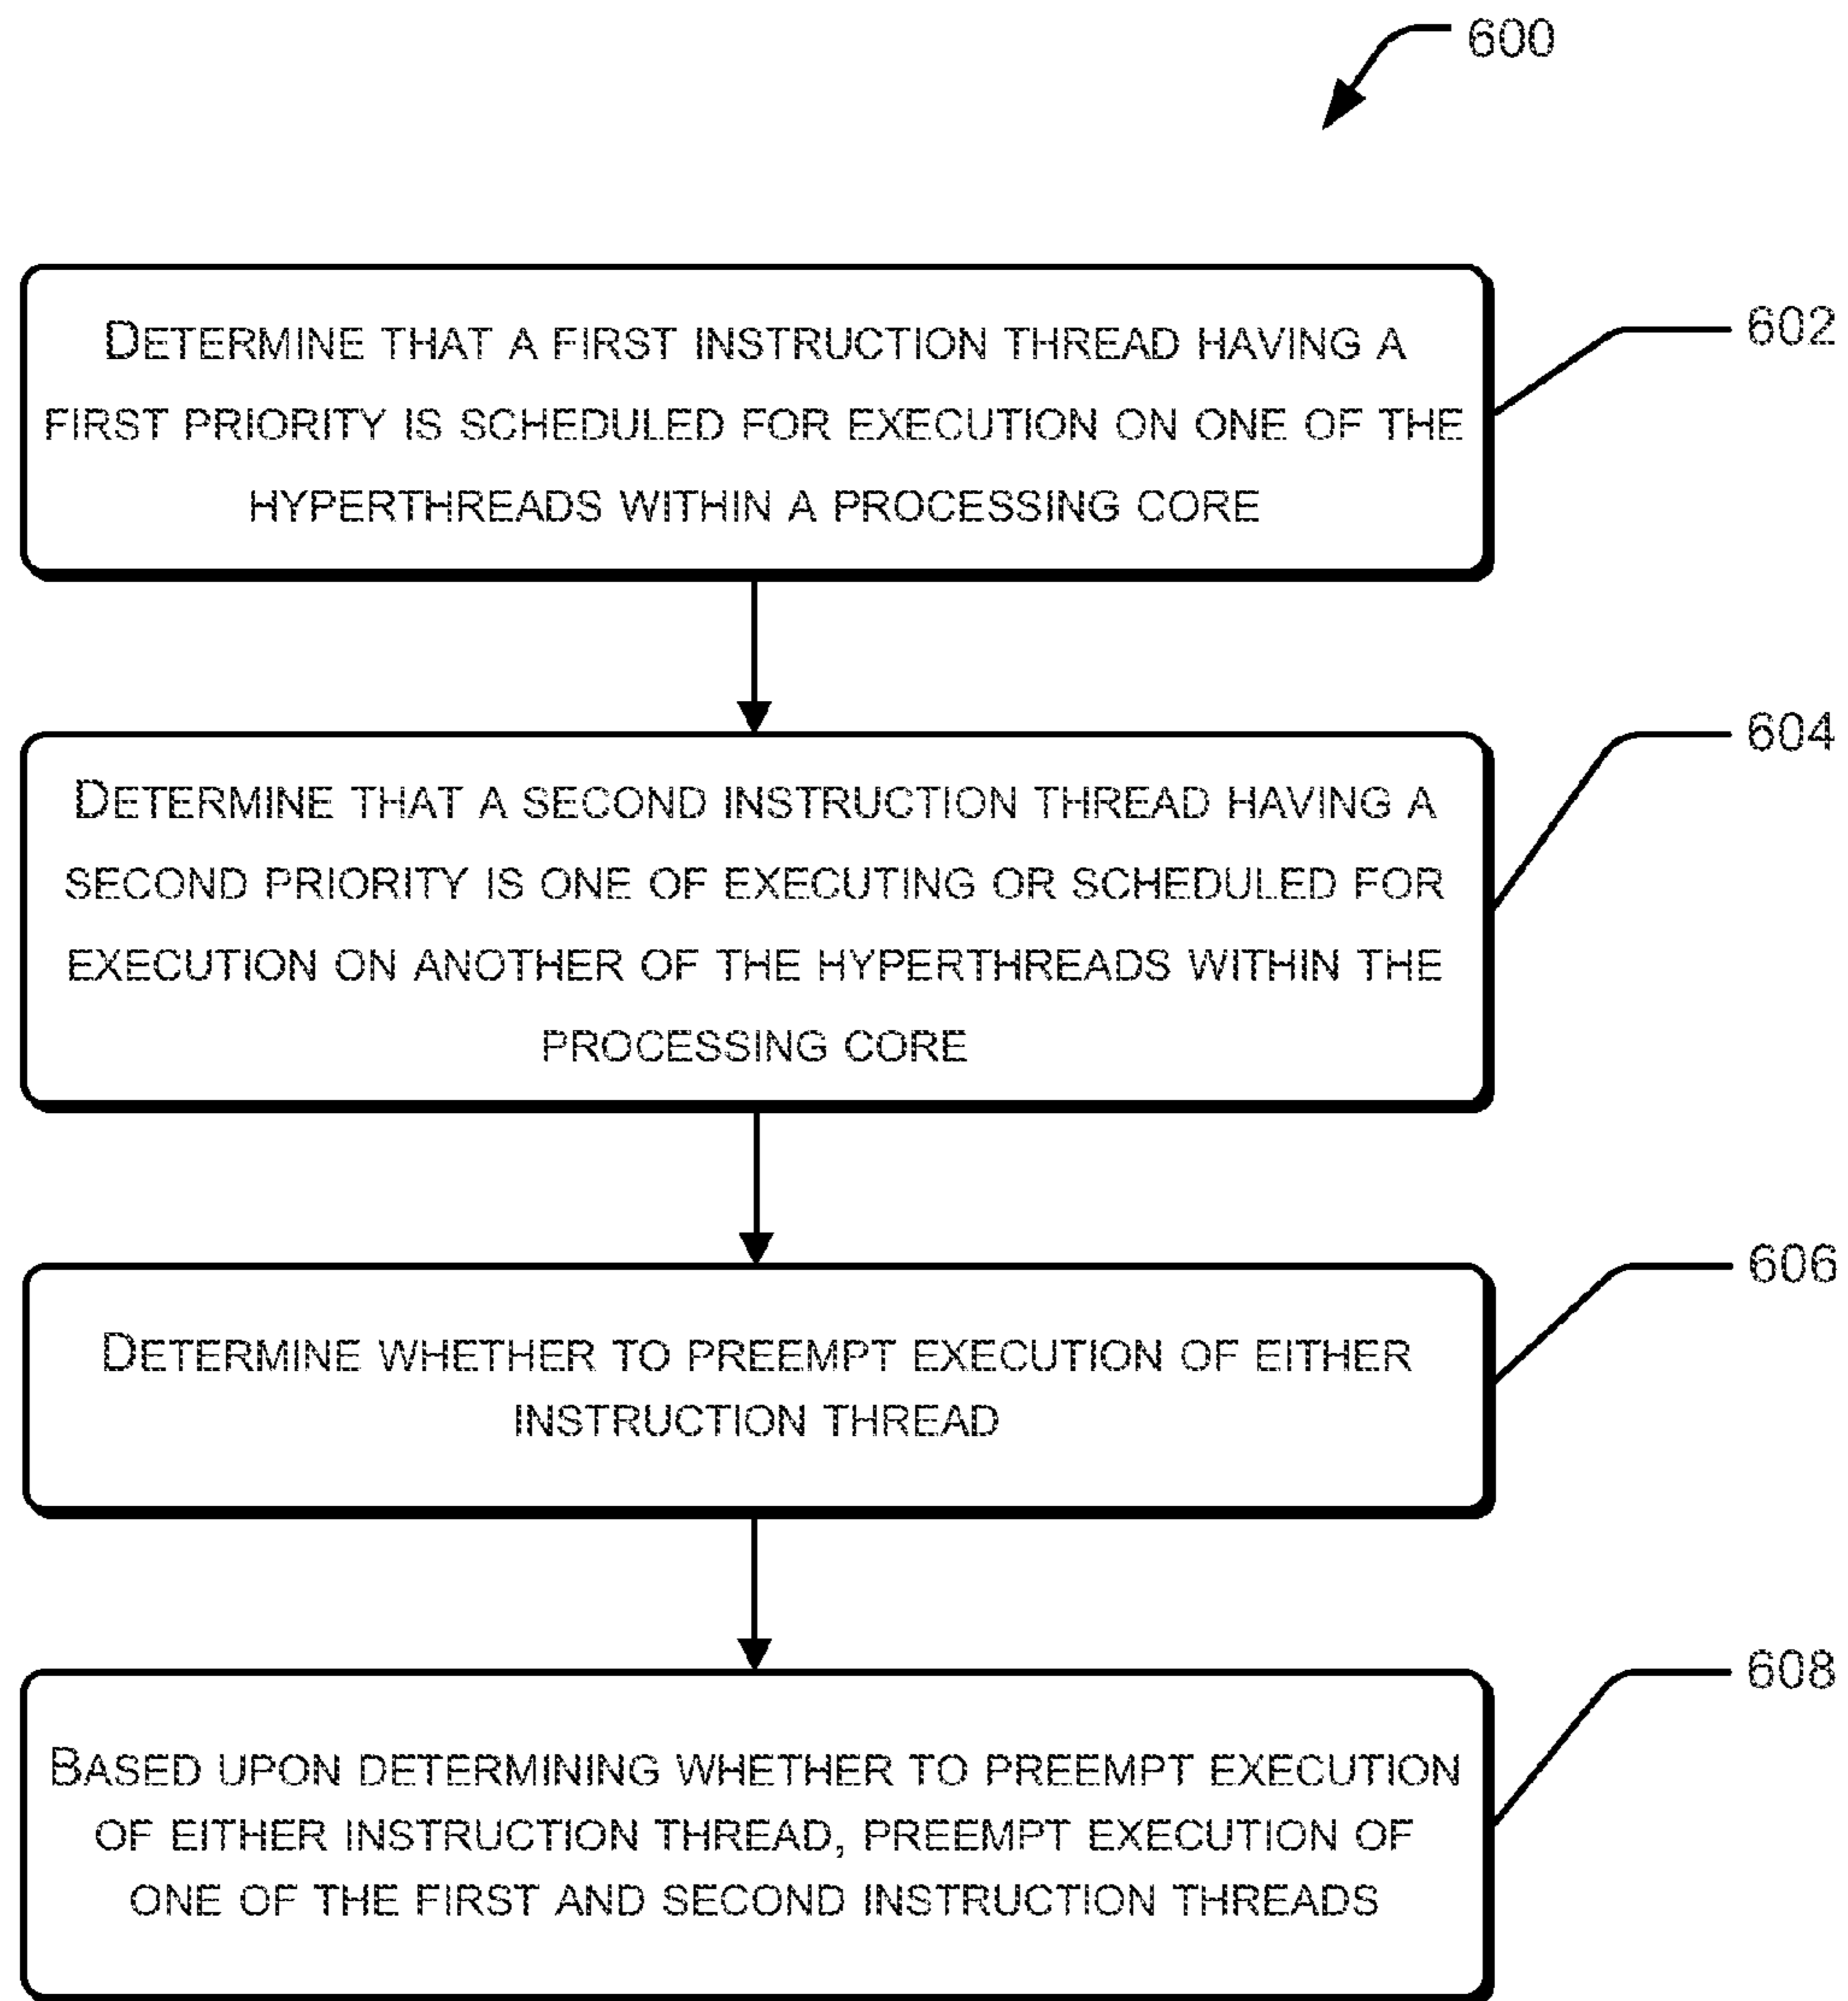 600
DETERMINE THAT A FIRST INSTRUCTION THREAD HAVING A
FIRST PRIORITY IS SCHEDULED FOR EXECUTION ON ONE OF THE
HYPERTHREADS WITHIN A PROCESSING CORE
602
DETERMINE THAT A SECOND INSTRUCTION THREAD HAVING A
SECOND PRIORITY IS ONE OF EXECUTING OR SCHEDULED FOR
EXECUTION ON ANOTHER OF THE HYPERTHREADS WITHIN THE
PROCESSING CORE
604
DETERMINE WHETHER TO PREEMPT EXECUTION OF EITHER
INSTRUCTION THREAD
606
BASED UPON DETERMINING WHETHER TO PREEMPT EXECUTION
OF EITHER INSTRUCTION THREAD, PREEMPT EXECUTION OF
ONE OF THE FIRST AND SECOND INSTRUCTION THREADS
608